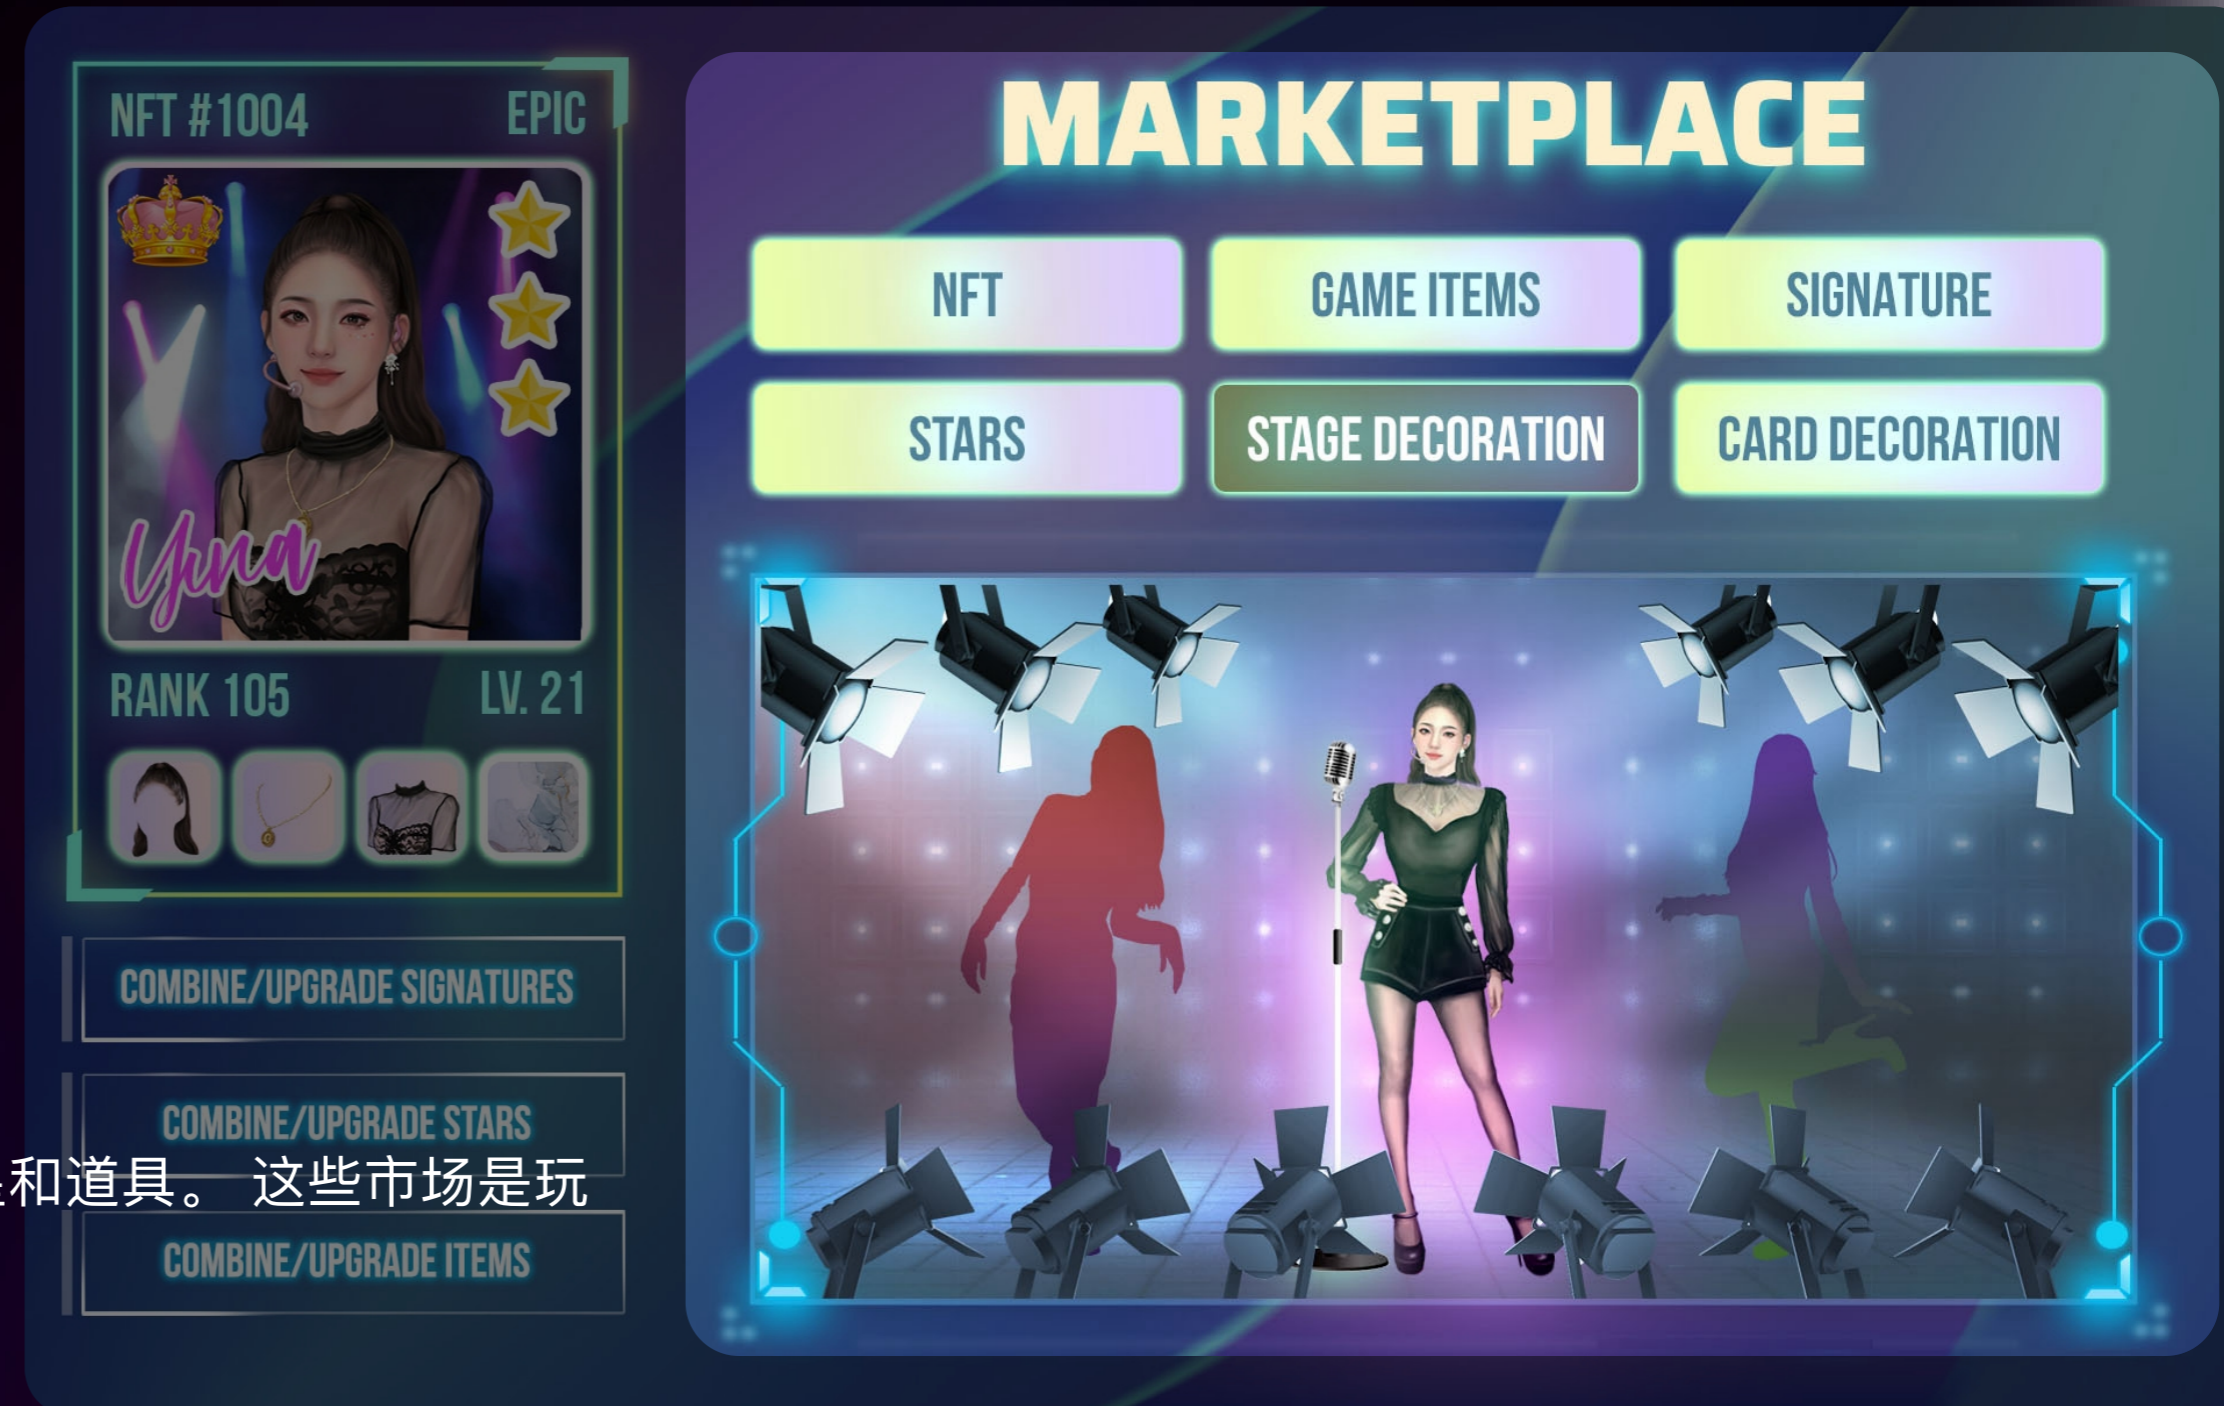 NFT #1004
EPIC
Yuna
RANK 105
LV. 21
COMBINE/UPGRADE SIGNATURES
COMBINE/UPGRADE STARS
和道具。 这些市场是玩
COMBINE/UPGRADE ITEMS
MARKETPLACE
NFT
GAME ITEMS
SIGNATURE
STARS
STAGE DECORATION
CARD DECORATION